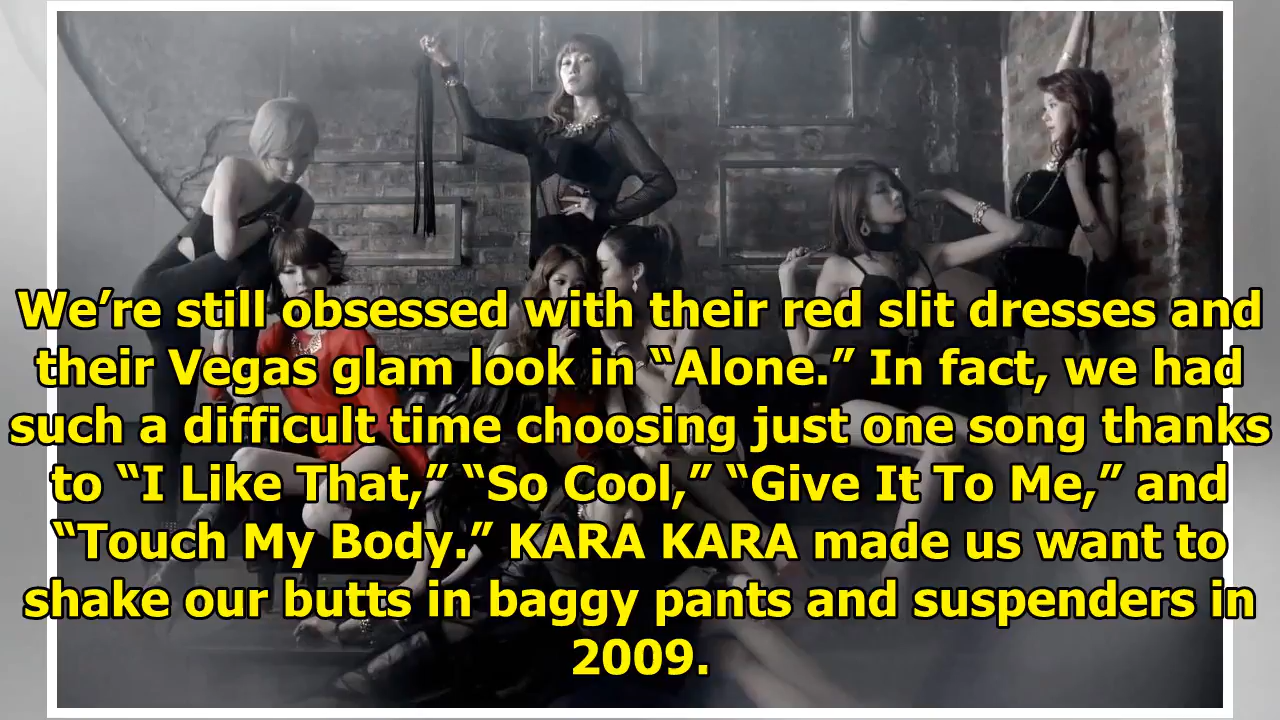 We’re still obsessed with their red slit dresses and
their Vegas glam look in “Alone.” In fact, we had
such a difficult time choosing just one song thanks
to “I Like That,” “So Cool,” “Give It To Me,” and
“Touch My Body.” KARA KARA made us want to
shake our butts in baggy pants and suspenders in
2009.